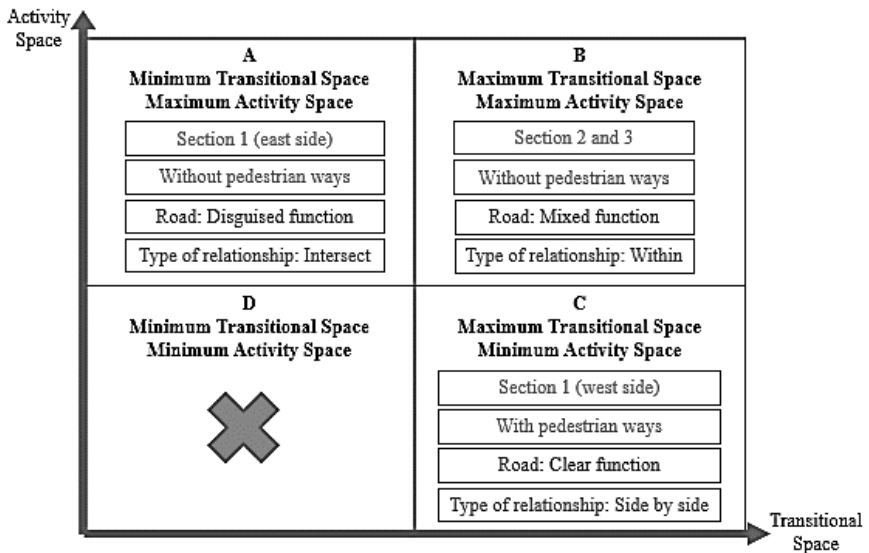 Activity
Space
A
Minimum Transitional Space
Maximum Activity Space
Section 1 (east side)
Without pedestrian ways
Road: Disguised function
Type of relationship: Intersect
B
Maximum Transitional Space
Maximum Activity Space
Section 2 and 3
Without pedestrian ways
Road: Mixed function
Type of relationship: Within
D
Minimum Transitional Space
Minimum Activity Space
C
Maximum Transitional Space
Minimum Activity Space
Section 1 (west side)
With pedestrian ways
Road: Clear function
Type of relationship: Side by side
Transitional
Space